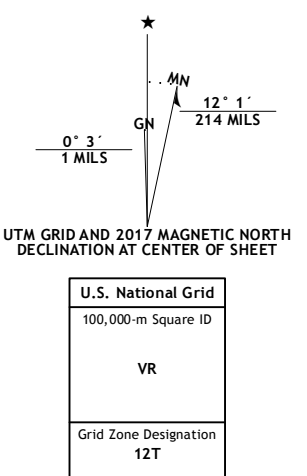 ★
MN
GN
12° 1´
214 MILS
0° 3´
1 MILS
UTM GRID AND 2017 MAGNETIC NORTH
DECLINATION AT CENTER OF SHEET
U.S. National Grid
100,000-m Square ID
VR
Grid Zone Designation
12T